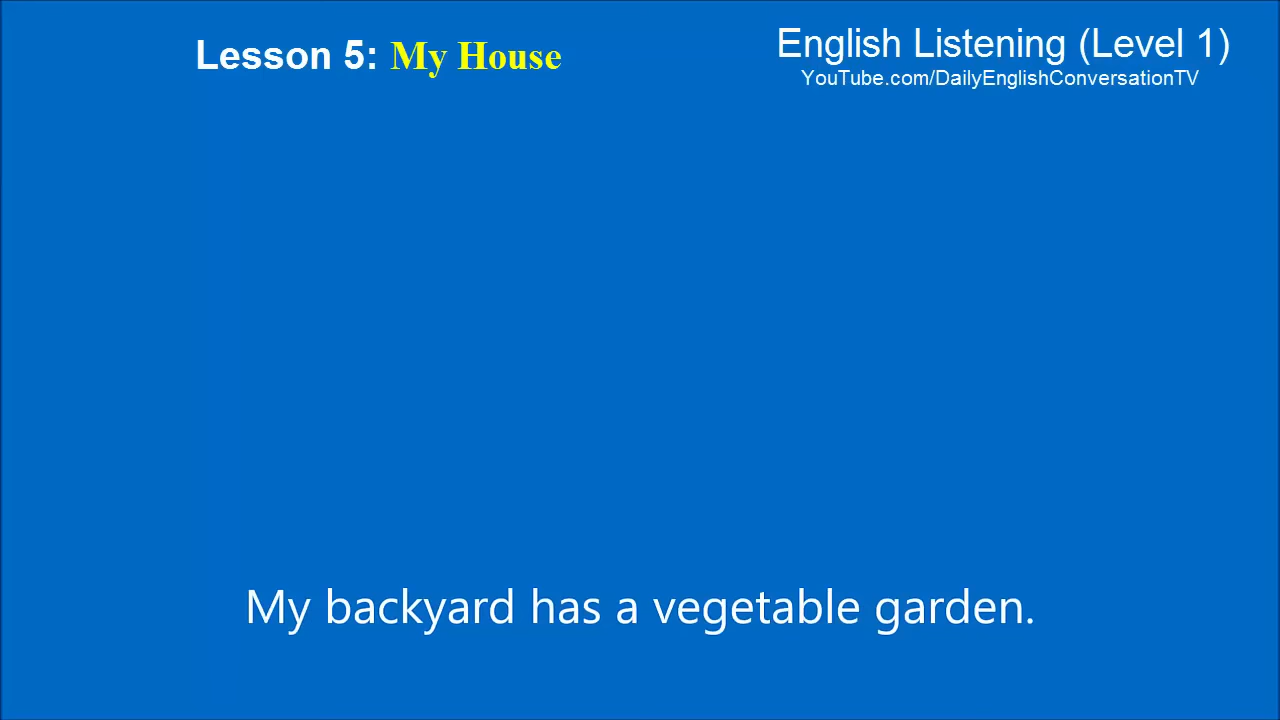 Lesson 5: My House
English Listening (Level 1)
YouTube.com/DailyEnglishConversationTV
My backyard has a vegetable garden.